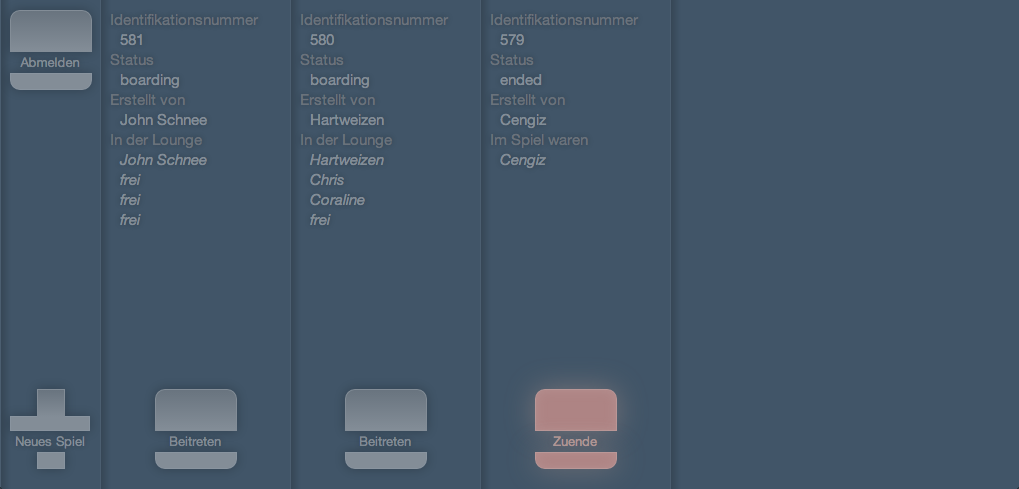 Abmelden
Neues Spiel
Identifikationsnummer
581
Status
boarding
Erstellt von
John Schnee
In der Lounge
John Schnee
frei
frei
frei
Beitreten
Identifikationsnummer
580
Status
boarding
Erstellt von
Hartweizen
In der Lounge
Hartweizen
Chris
Coraline
frei
Beitreten
Identifikationsnummer
579
Status
ended
Erstellt von
Cengiz
Im Spiel waren
Cengiz
Zuende